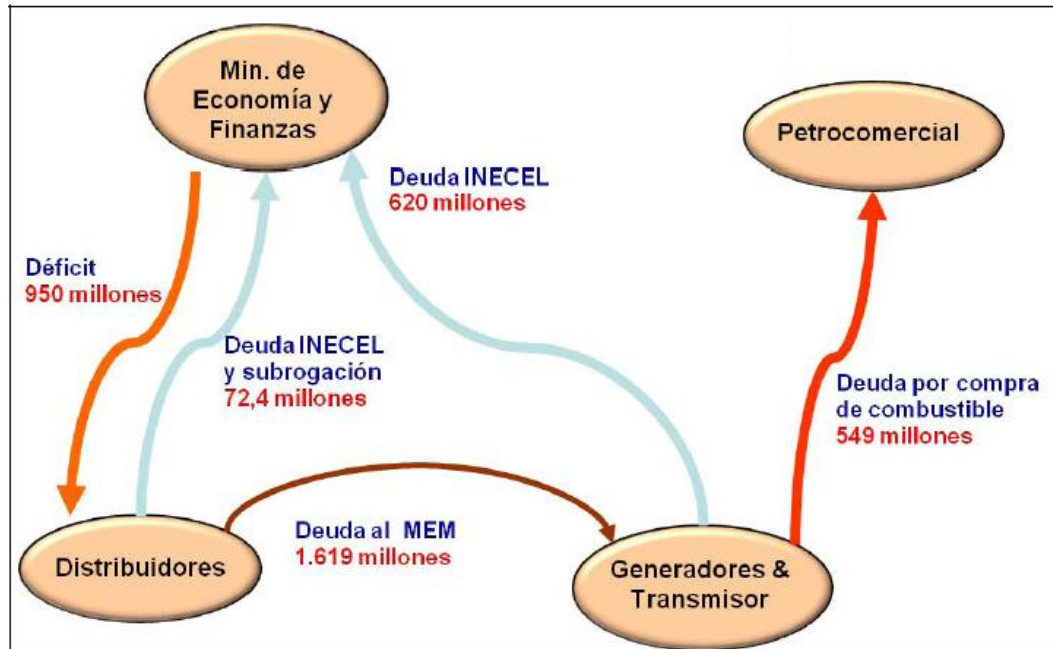 Min. de
Economía y
Finanzas
Petrocomercial
Deuda INECEL
620 millones
Déficit
950 millones
Deuda INECEL
y subrogación
72,4 millones
Deuda por compra
de combustible
549 millones
Deuda al MEM
1.619 millones
Distribuidores
Generadores &
Transmisor